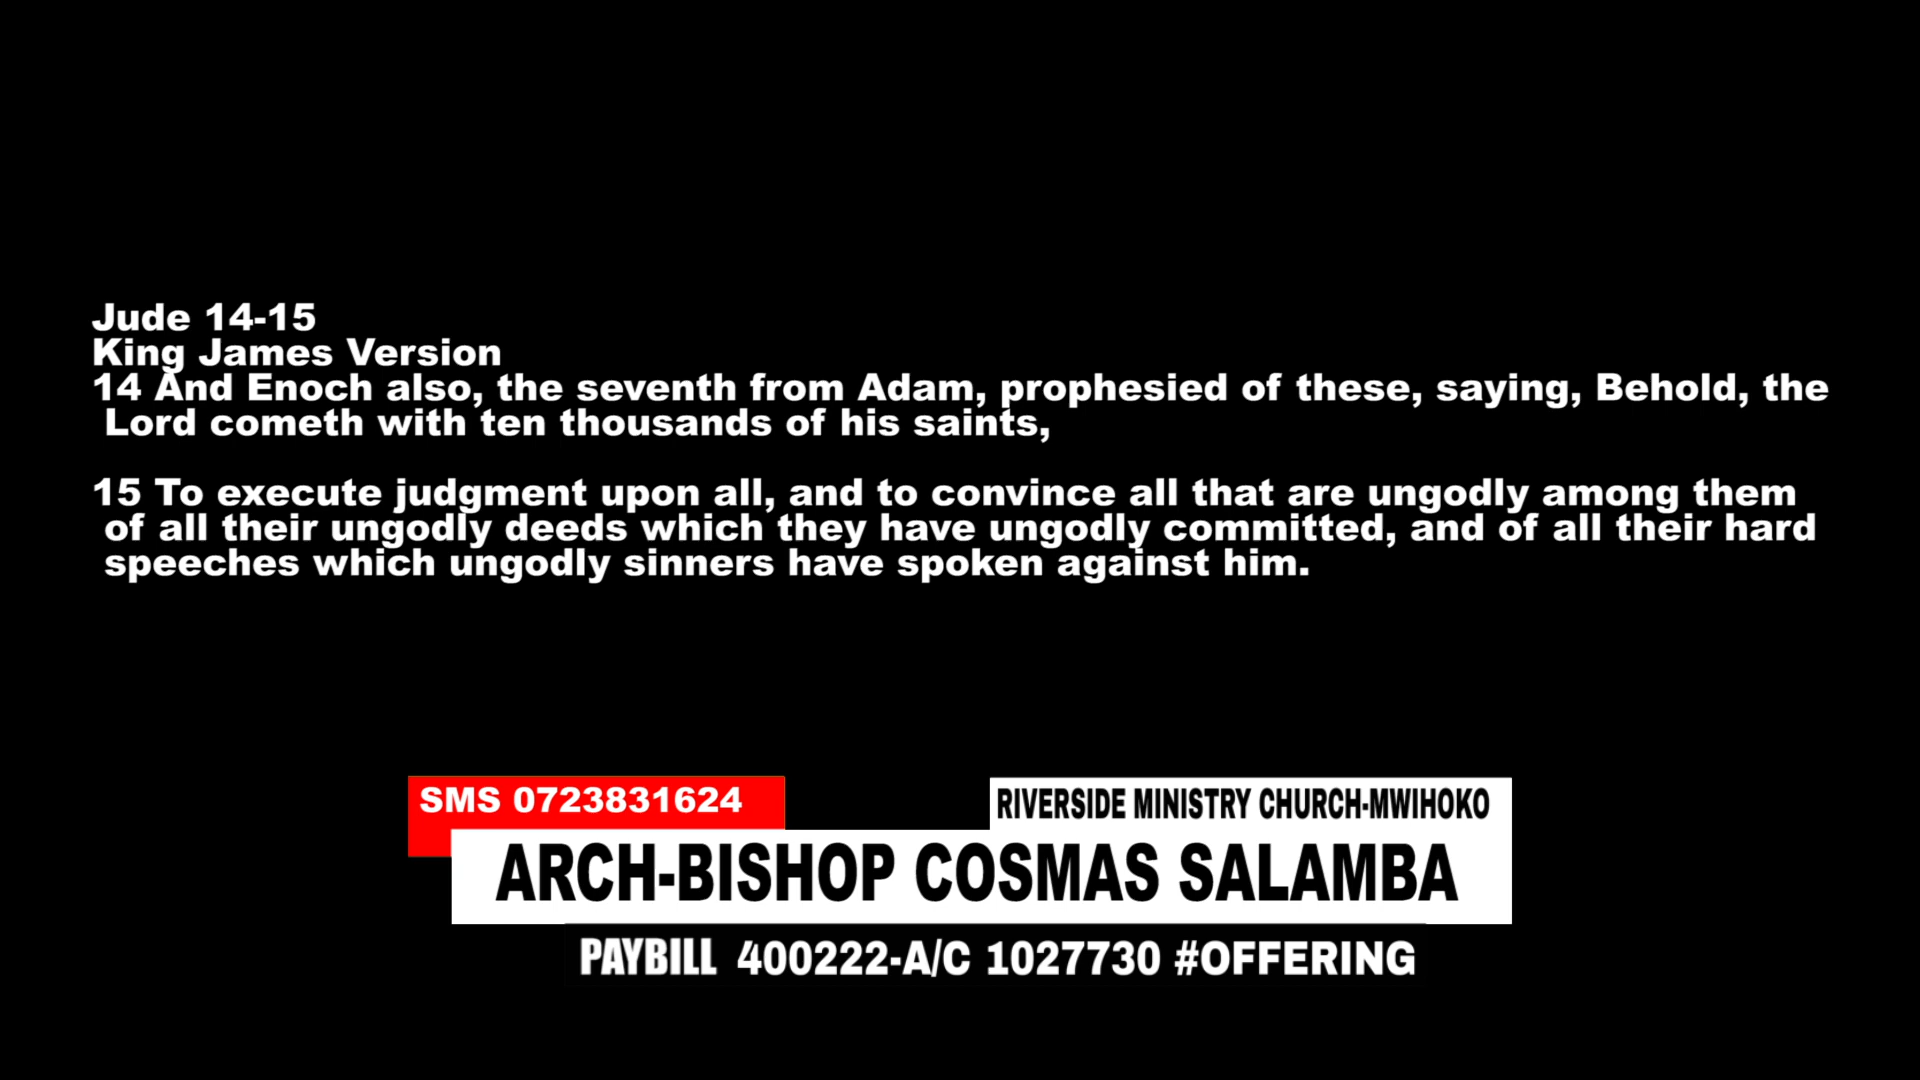 Jude 14-15
King James Version
14 And Enoch also, the seventh from Adam, prophesied of these, saying, Behold, the
Lord cometh with ten thousands of his saints,
15 To execute judgment upon all, and to convince all that are ungodly among them
of all their ungodly deeds which they have ungodly committed, and of all their hard
speeches which ungodly sinners have spoken against him.
SMS 0723831624
RIVERSIDE MINISTRY CHURCH-MWIHOKO
ARCH-BISHOP COSMAS SALAMBA
PAYBILL 400222-A/C 1027730 #OFFERING